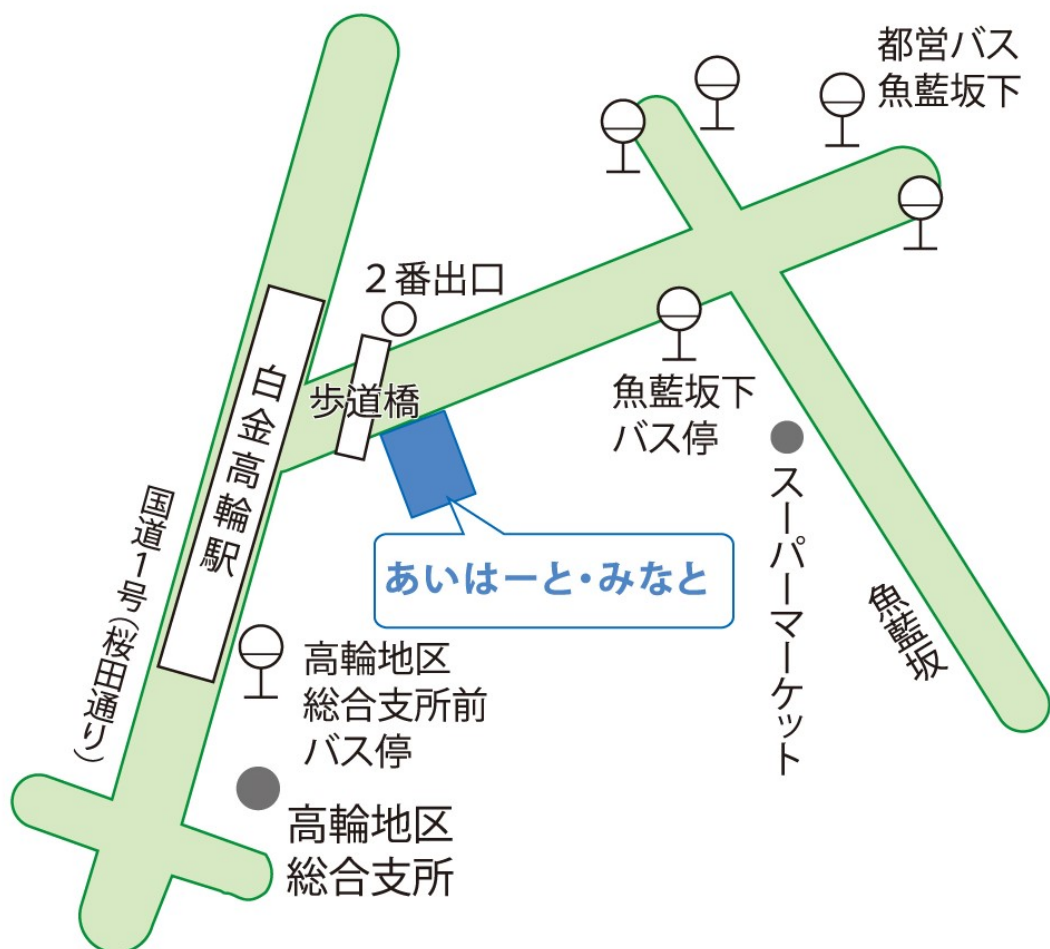 都営バス
魚藍坂下
２番出口
白金高輪駅
歩道橋
魚藍坂下
バス停
国道1号(桜田通り)
あいはーと・みなと
スーパーマーケット
魚藍坂
高輪地区
総合支所前
バス停
高輪地区
総合支所